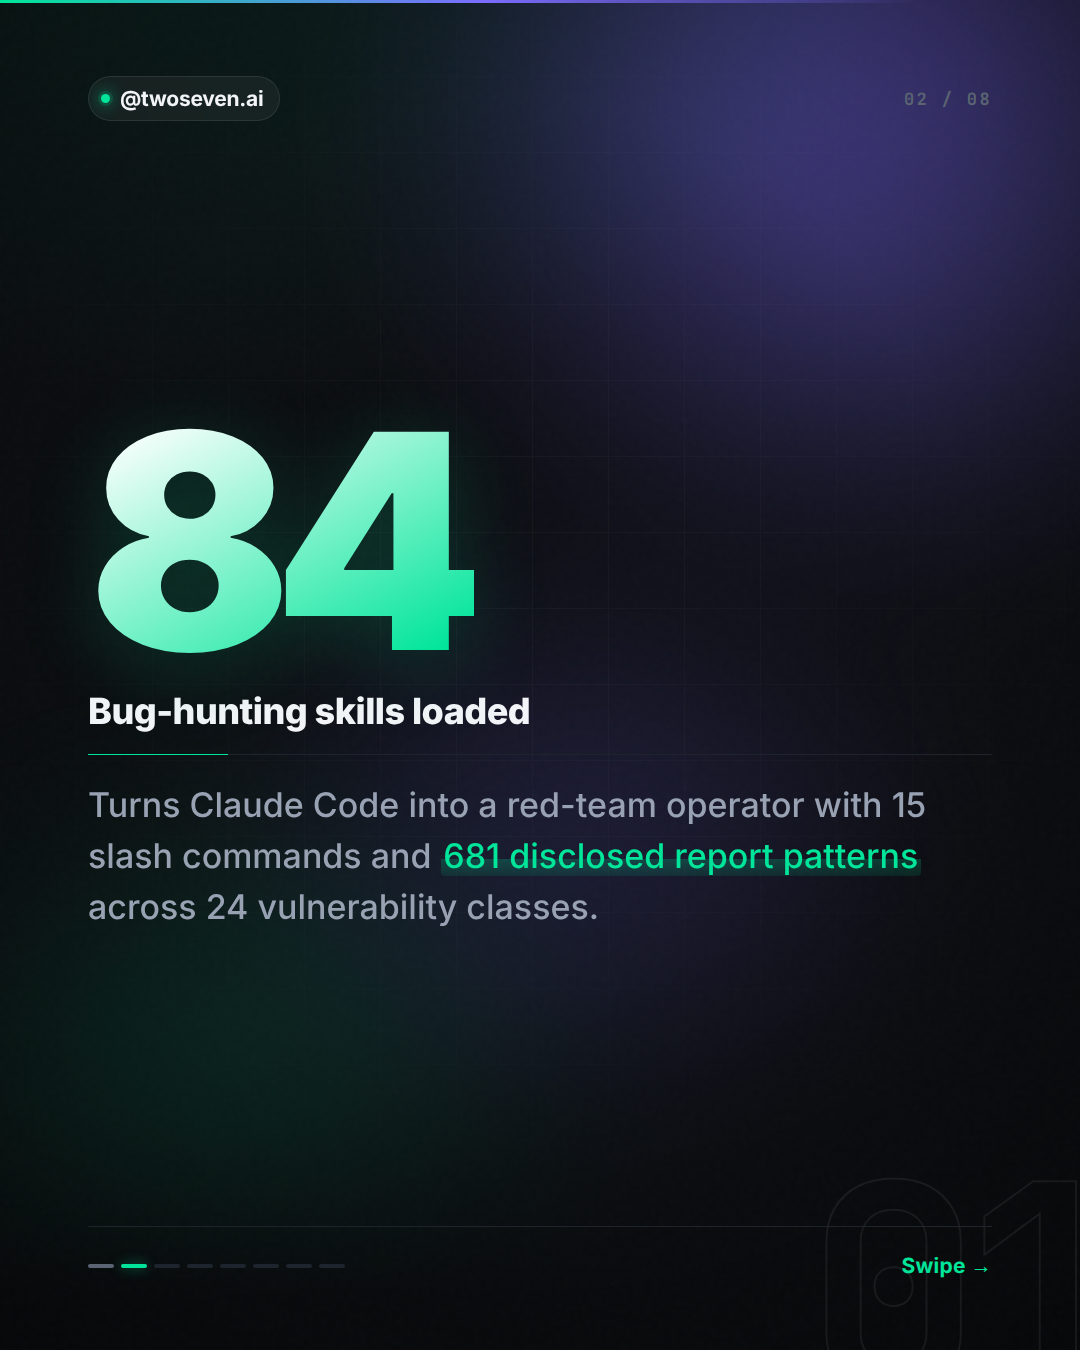 @twoseven.ai
02 / 08
84
Bug-hunting skills loaded
Turns Claude Code into a red-team operator with 15
slash commands and 681 disclosed report patterns
across 24 vulnerability classes.
01
Swipe →